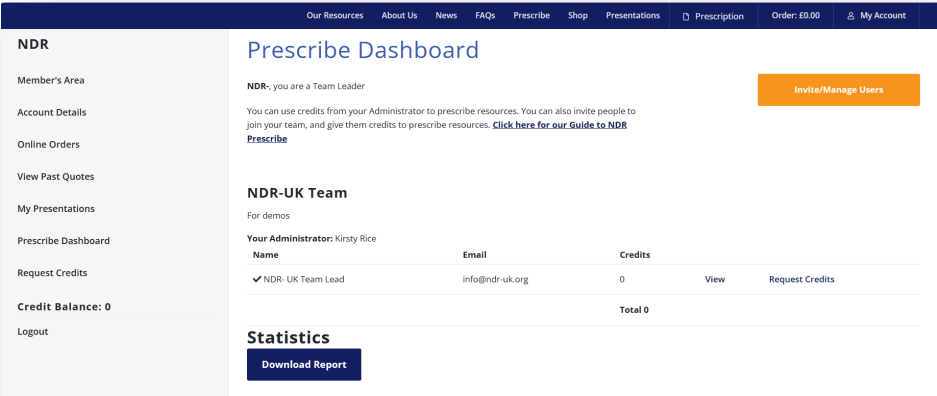 Our Resources About Us News FAQs Prescribe Shop Presentations Prescription Order: £0.00 My Account
NDR
Member's Area
Account Details
Online Orders
View Past Quotes
My Presentations
Prescribe Dashboard
Request Credits
Credit Balance: 0
Logout
Prescribe Dashboard
NDR-, you are a Team Leader
Invite/Manage Users
You can use credits from your Administrator to prescribe resources. You can also invite people to
join your team, and give them credits to prescribe resources. Click here for our Guide to NDR
Prescribe
NDR-UK Team
For demos
Your Administrator: Kirsty Rice
Name Email Credits
NDR- UK Team Lead info@ndr-uk.org 0 View Request Credits
Total 0
Statistics
Download Report